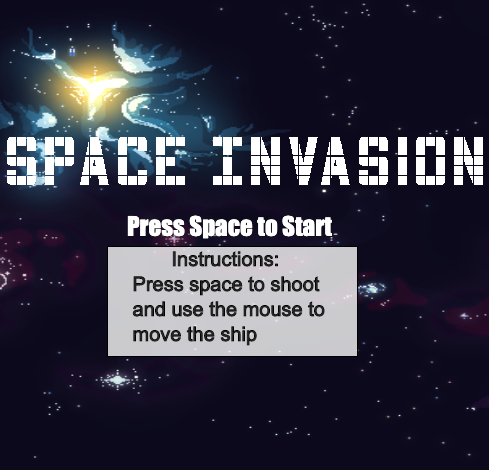 SPACE INVASION
Press Space to Start
Instructions:
Press space to shoot
and use the mouse to
move the ship